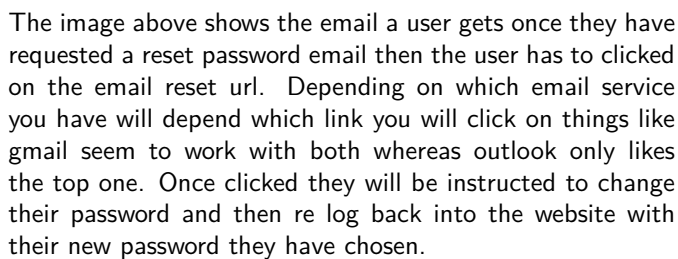 The image above shows the email a user gets once they have
requested a reset password email then the user has to clicked
on the email reset url. Depending on which email service
you have will depend which link you will click on things like
gmail seem to work with both whereas outlook only likes
the top one. Once clicked they will be instructed to change
their password and then re log back into the website with
their new password they have chosen.